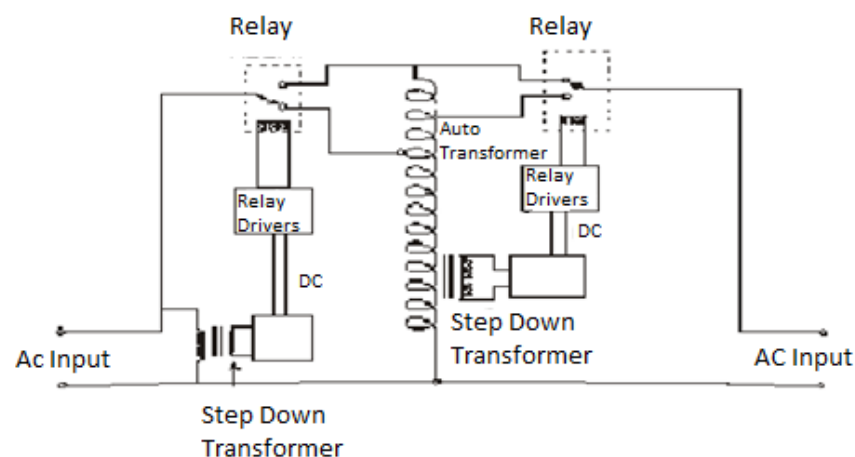 Relay
Relay
Auto
Transformer
Relay
Drivers
Relay
Drivers
DC
DC
Step Down
Transformer
Ac Input
AC Input
Step Down
Transformer